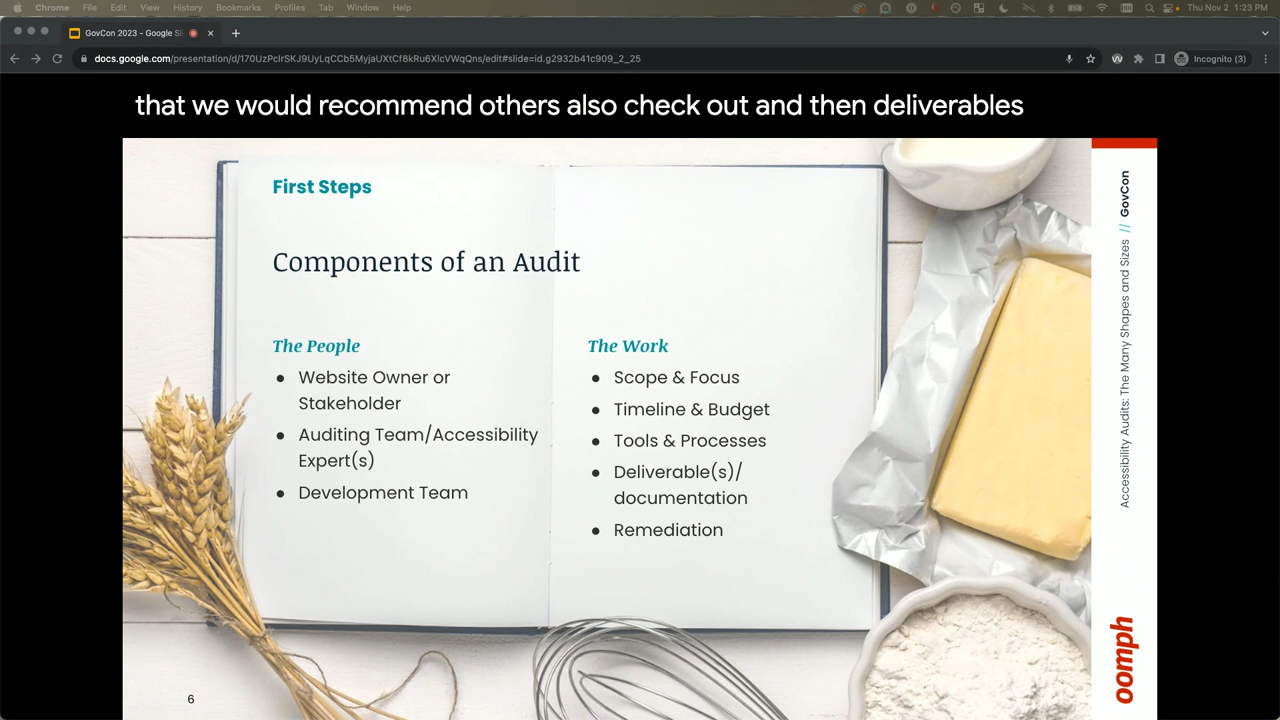 Chrome File Edit View History Bookmarks Profiles Tab Window Help Thu Nov 2 1:23 PM
GovCon 2023 - Google Sl
docs.google.com/presentation/d/170UzPcIrSKJ9UyLqCCb5MyjaUXtCf8kRu6XlcVWqQns/edit#slide=id.g2932b41c909_2_25
Incognito (3)
that we would recommend others also check out and then deliverables
First Steps
Components of an Audit
The People
● Website Owner or
Stakeholder
● Auditing Team/Accessibility
Expert(s)
● Development Team
The Work
● Scope & Focus
● Timeline & Budget
● Tools & Processes
● Deliverable(s)/
documentation
● Remediation
6
Accessibility Audits: The Many Shapes and Sizes // GovCon
oomph